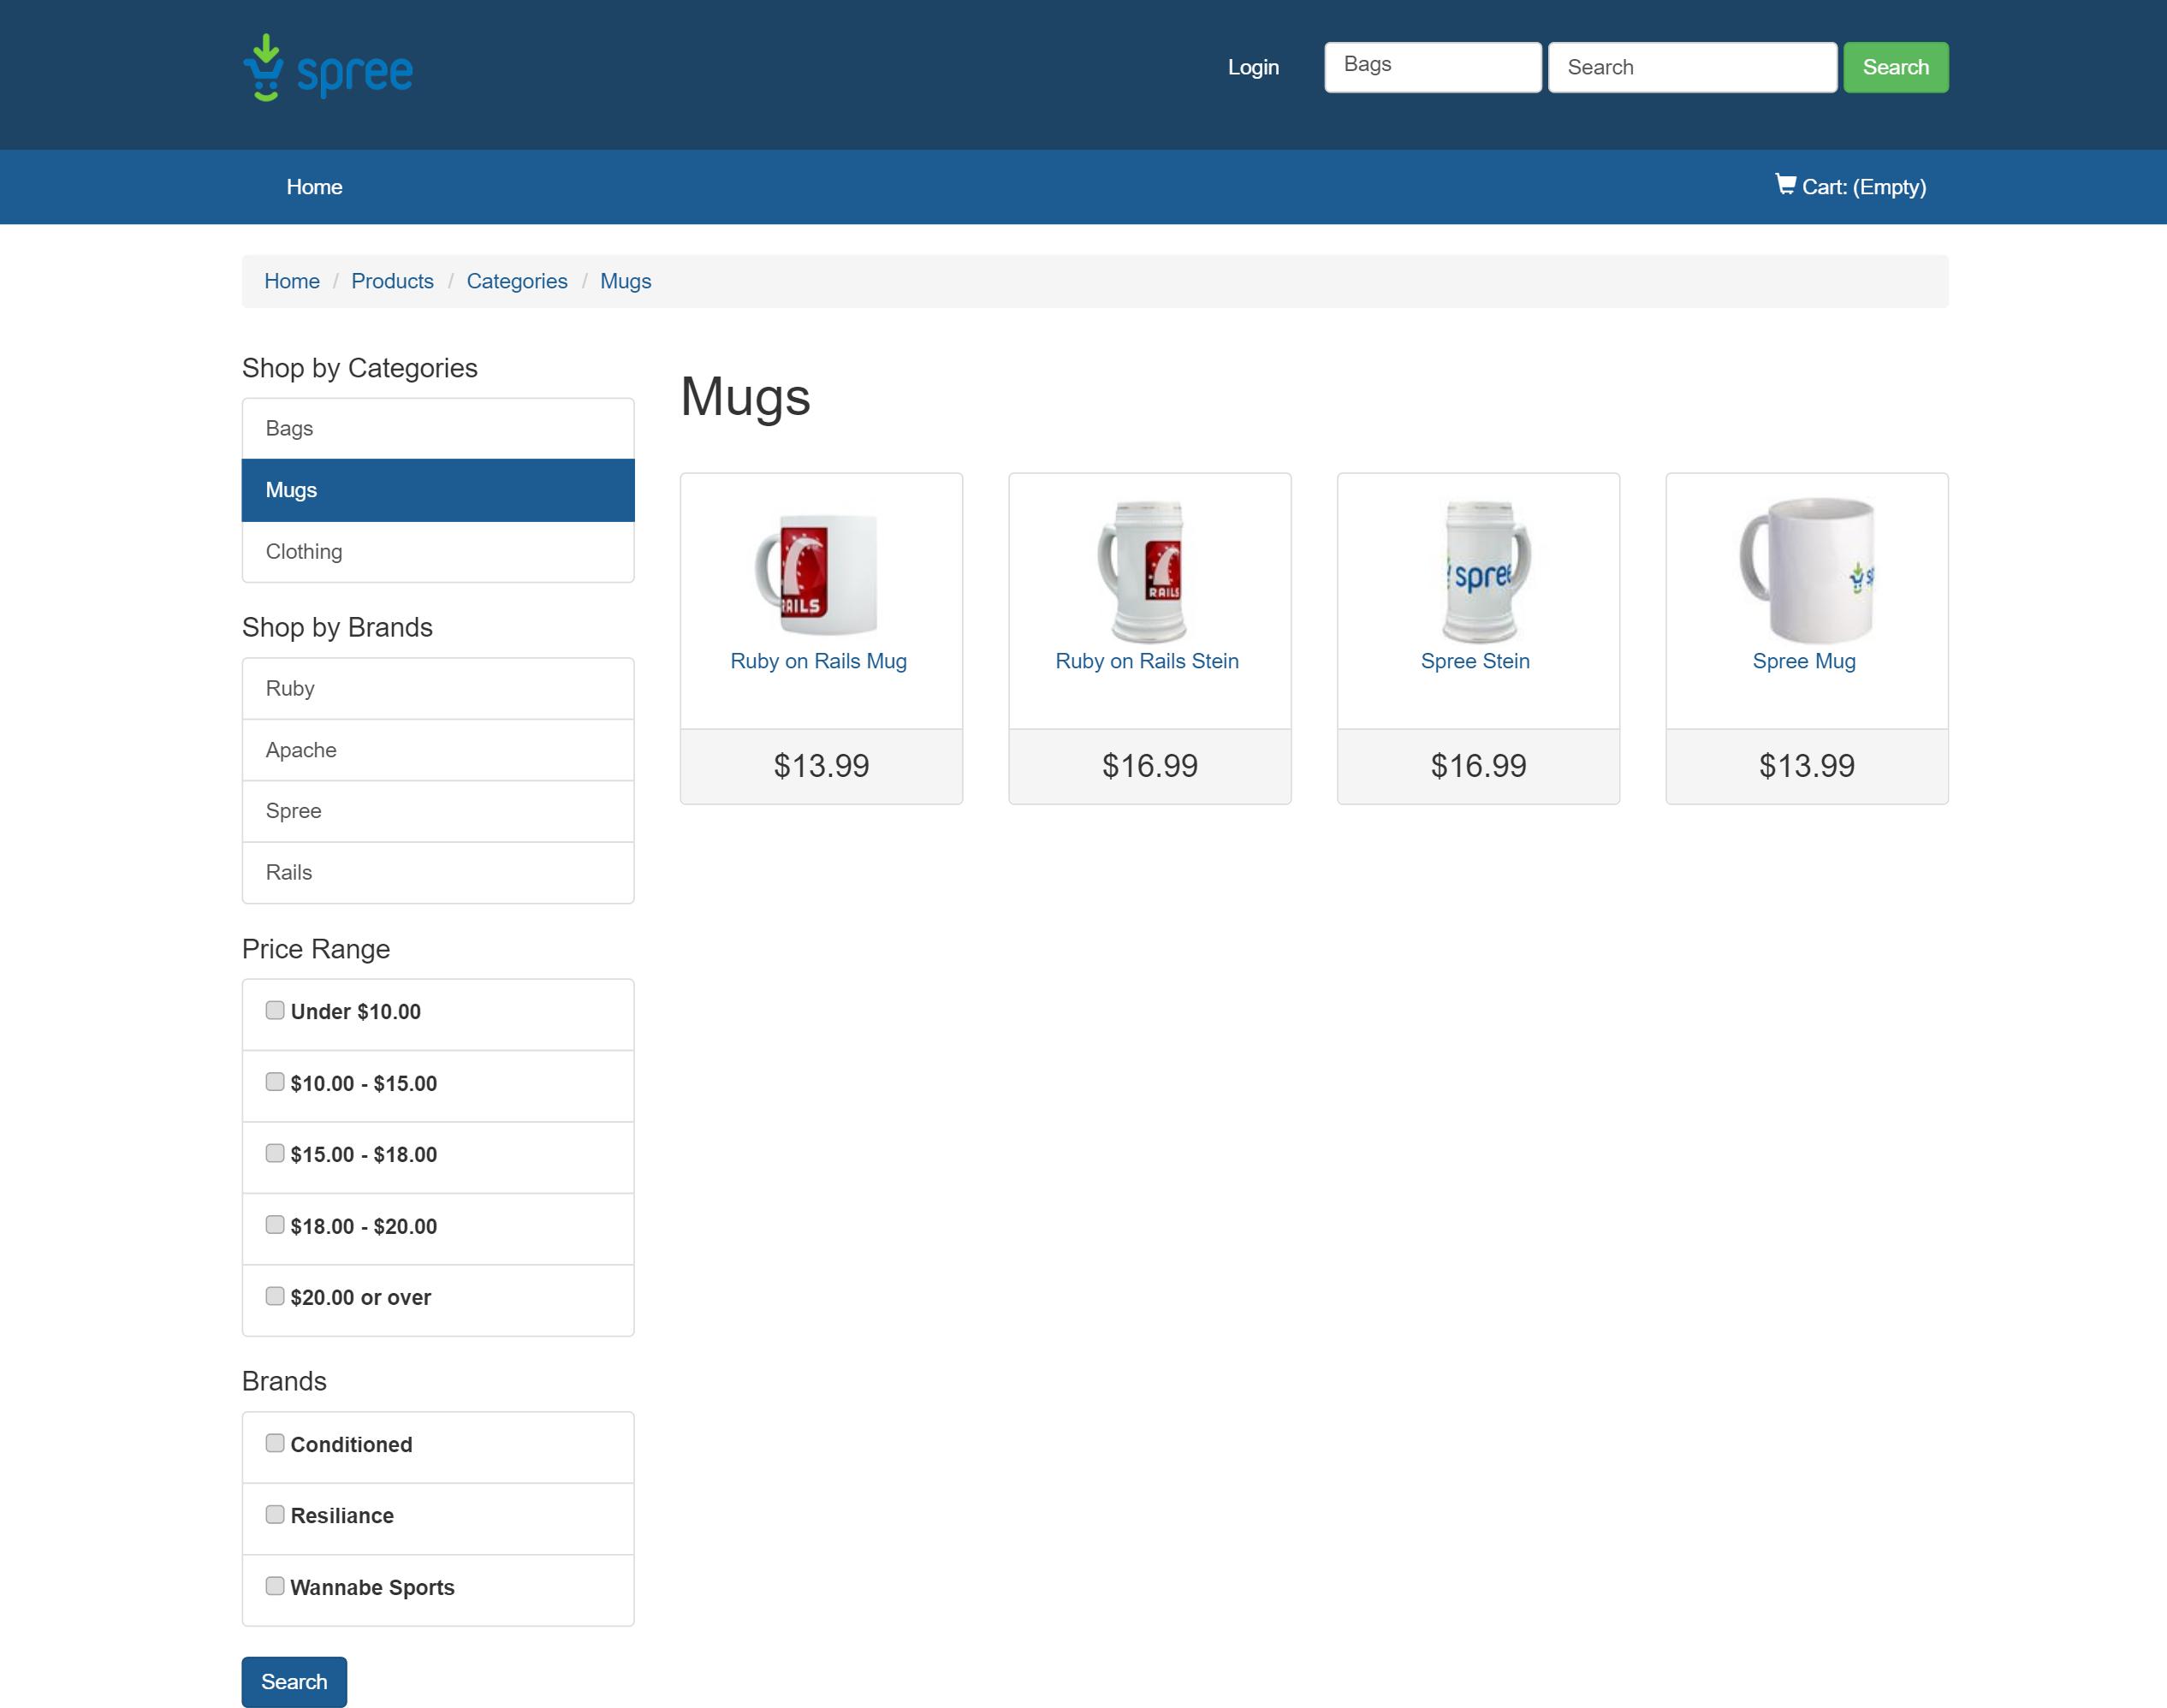 spree
Login
Bags
Search
Search
Home
Cart: (Empty)
Home / Products / Categories / Mugs
Shop by Categories
Bags
Mugs
Clothing
Shop by Brands
Ruby
Apache
Spree
Rails
Price Range
Under $10.00
$10.00 - $15.00
$15.00 - $18.00
$18.00 - $20.00
$20.00 or over
Brands
Conditioned
Resiliance
Wannabe Sports
Search
Mugs
RAILS
Ruby on Rails Mug
$13.99
RAILS
Ruby on Rails Stein
$16.99
spree
Spree Stein
$16.99
sp
Spree Mug
$13.99